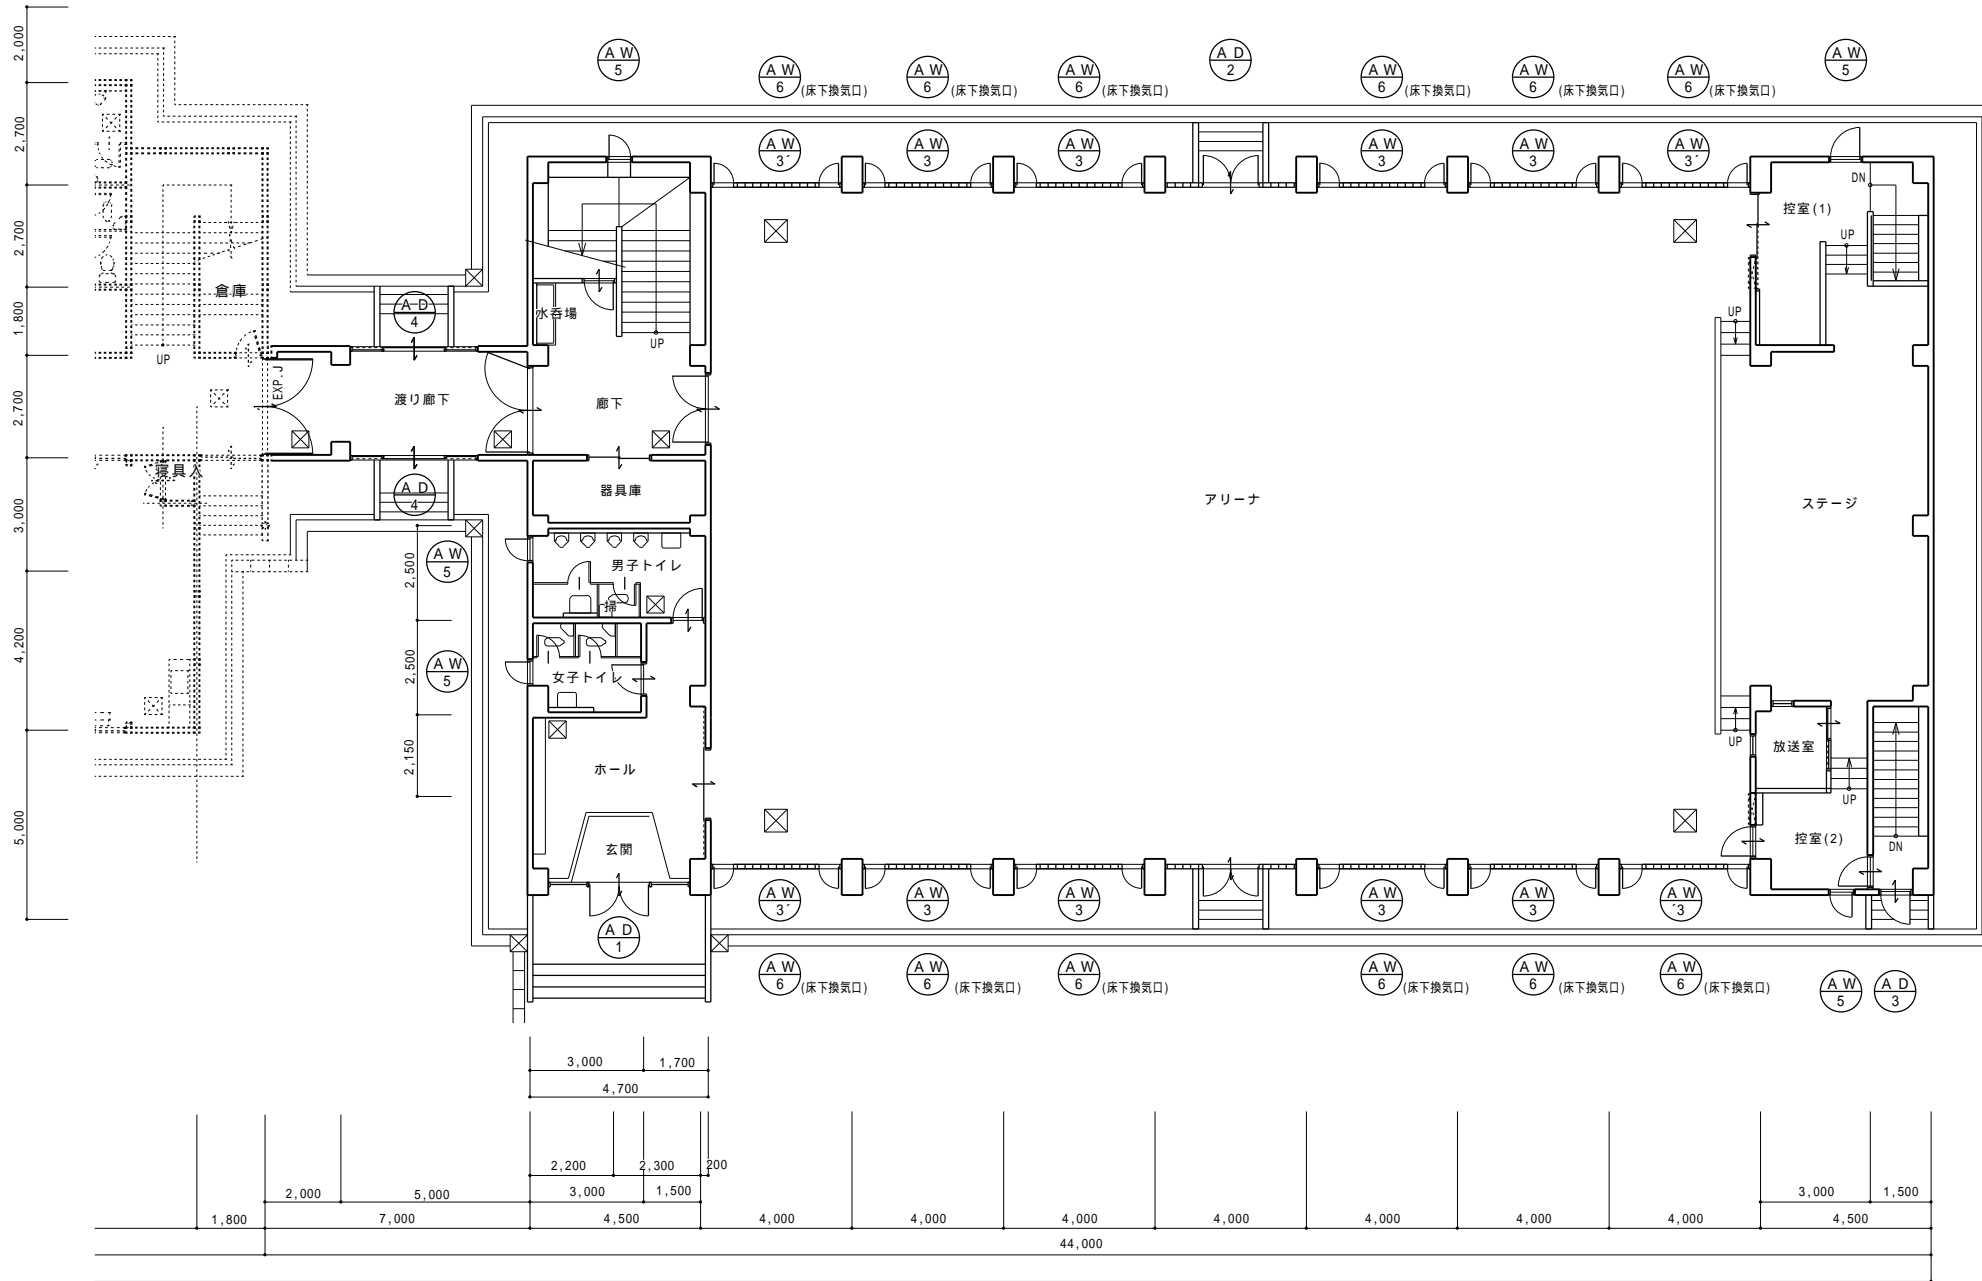 2,000
2,700
2,700
1,800
2,700
3,000
4,200
5,000
AW 5
AW 6 (床下換気口)
AW 6 (床下換気口)
AW 6 (床下換気口)
AD 2
AW 6 (床下換気口)
AW 6 (床下換気口)
AW 6 (床下換気口)
AW 5
AW 3´
AW 3
AW 3
AW 3
AW 3
AW 3´
DN
控室(1)
UP
UP
倉庫
UP
AD 4
水呑場
UP
EXP.J
渡り廊下
廊下
寝具入
AD 4
器具庫
アリーナ
ステージ
AW 5
2,500
男子トイレ
掃
AW 5
2,500
女子トイレ
2,150
ホール
玄関
UP
放送室
UP
控室(2)
DN
AD 1
AW 3´
AW 3
AW 3
AW 3
AW 3
AW ´3
AW 6 (床下換気口)
AW 6 (床下換気口)
AW 6 (床下換気口)
AW 6 (床下換気口)
AW 6 (床下換気口)
AW 6 (床下換気口)
AW 5
AD 3
3,000 1,700
4,700
2,200 2,300 200
2,000 5,000 3,000 1,500 3,000 1,500
1,800 7,000 4,500 4,000 4,000 4,000 4,000 4,000 4,000 4,000 4,500
44,000